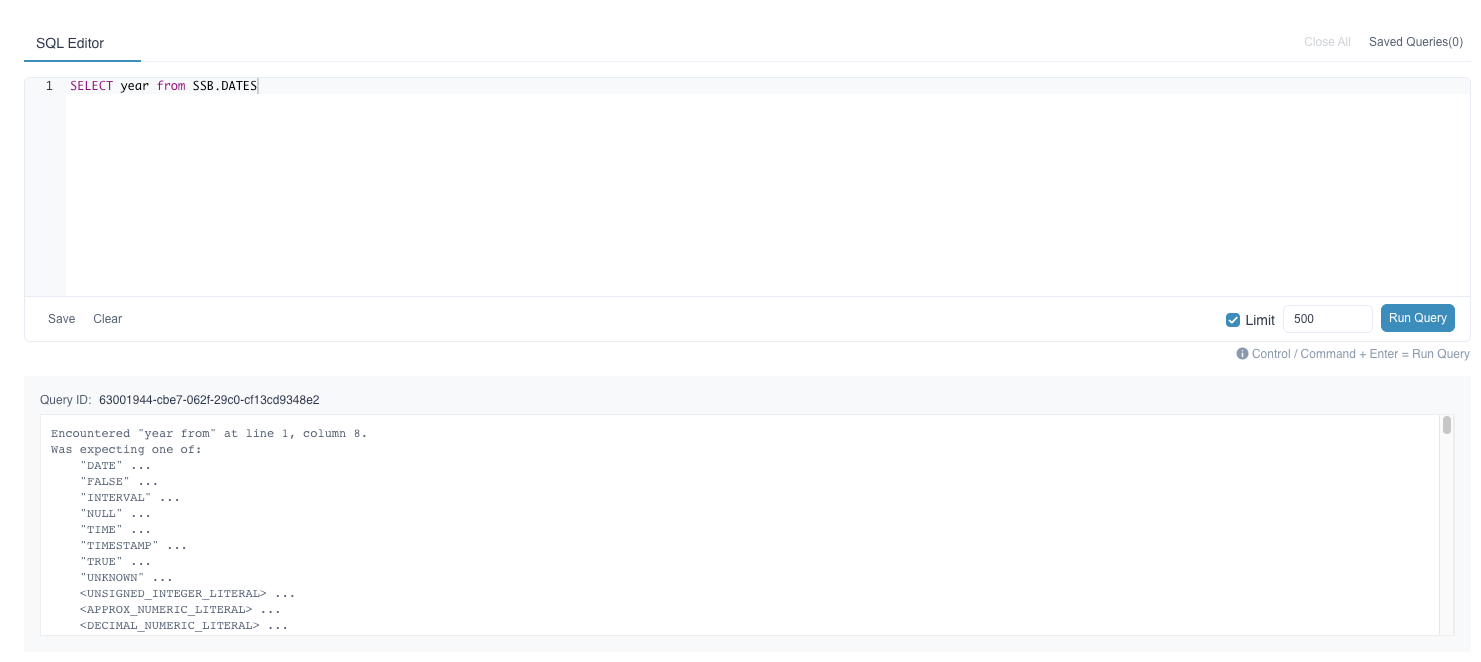 SQL Editor
Close All Saved Queries(0)
1 SELECT year from SSB.DATES
Save Clear
Limit 500 Run Query
Control / Command + Enter = Run Query
Query ID: 63001944-cbe7-062f-29c0-cf13cd9348e2
Encountered "year from" at line 1, column 8.
Was expecting one of:
"DATE" ...
"FALSE" ...
"INTERVAL" ...
"NULL" ...
"TIME" ...
"TIMESTAMP" ...
"TRUE" ...
"UNKNOWN" ...
<UNSIGNED_INTEGER_LITERAL> ...
<APPROX_NUMERIC_LITERAL> ...
<DECIMAL_NUMERIC_LITERAL> ...